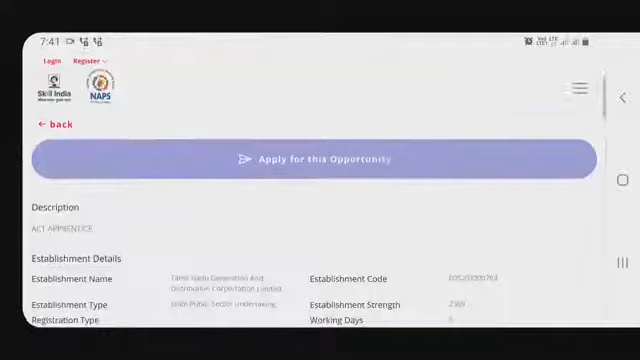 7:41
Login Register
Skill India
NAPS
← back
Apply for this Opportunity
Description
ACT APPRENTICE
Establishment Details
Establishment Name
Tamil Nadu Generation And
Distribution Corporation Limited
Establishment Code
Establishment Type
State Public Sector Undertaking
Establishment Strength
Registration Type
Working Days